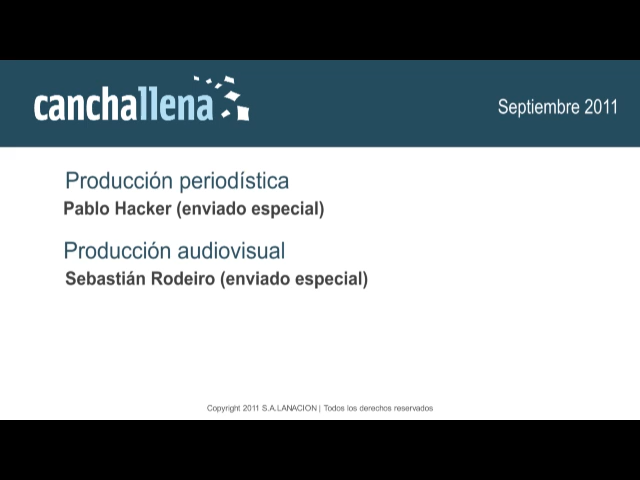 canchallena
Septiembre 2011
Producción periodística
Pablo Hacker (enviado especial)
Producción audiovisual
Sebastián Rodeiro (enviado especial)
Copyright 2011 S.A.LANACION | Todos los derechos reservados